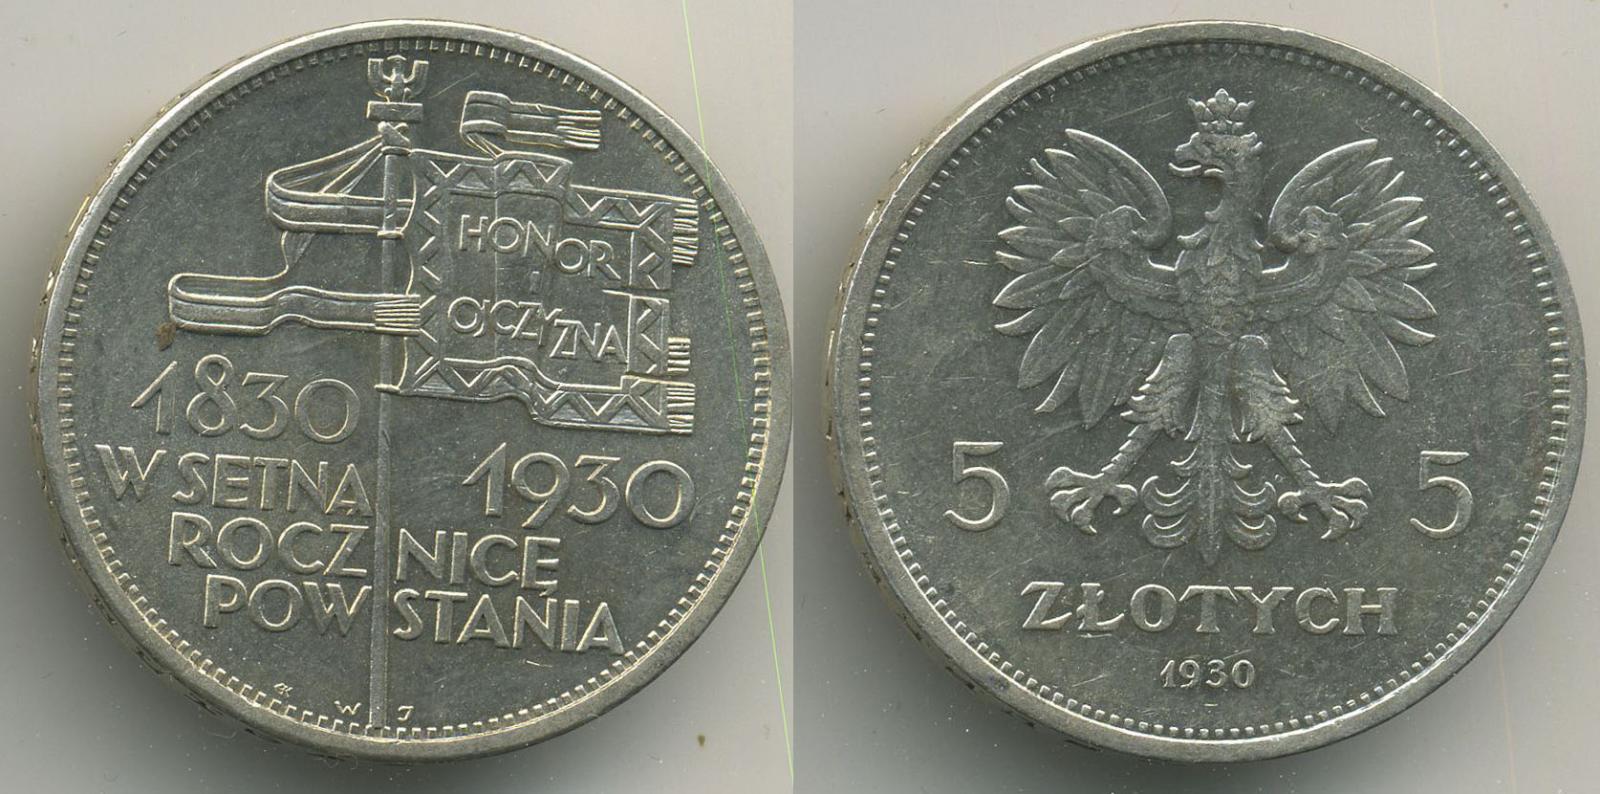 HONOR
I
OJCZYZNA
1830
1930
W SETNĄ
ROCZNICĘ
POWSTANIA
W J
5 5
ZŁOTYCH
1930